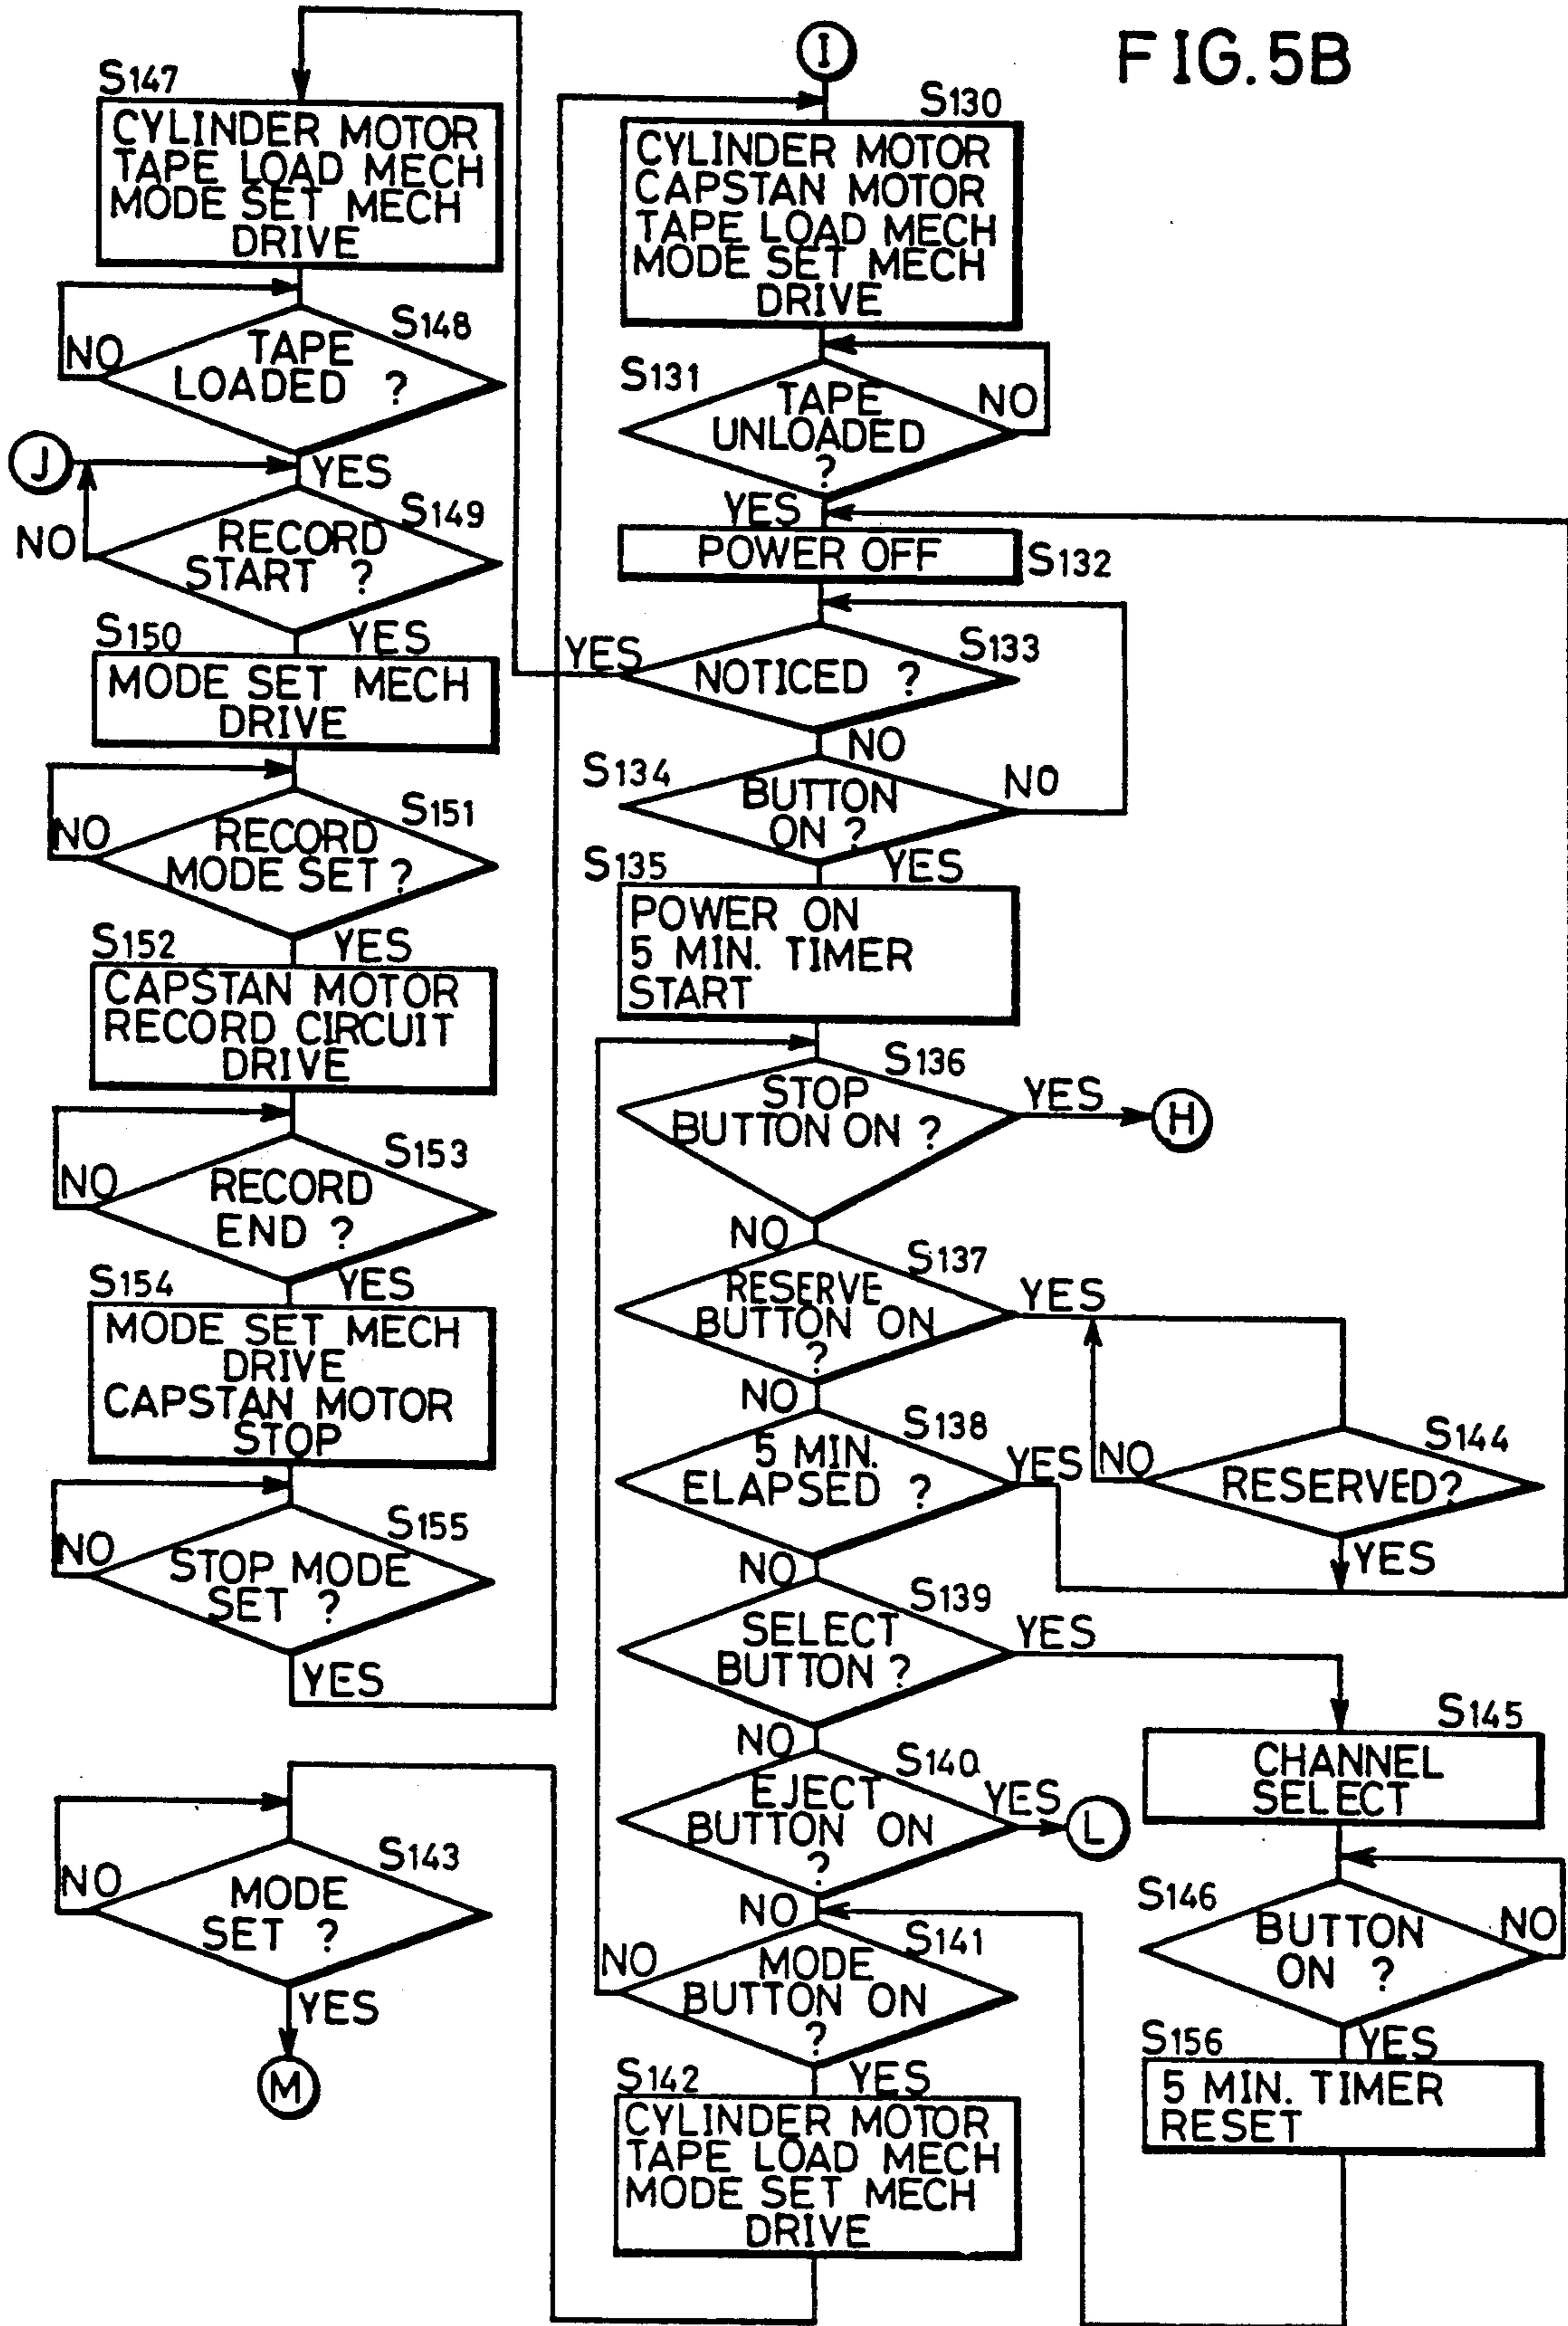 FIG.5B
S147
CYLINDER MOTOR
TAPE LOAD MECH
MODE SET MECH
DRIVE
S148
TAPE
LOADED ?
NO
J
YES
S149
RECORD
START ?
NO
S150
YES
MODE SET MECH
DRIVE
S151
RECORD
MODE SET ?
NO
S152
YES
CAPSTAN MOTOR
RECORD CIRCUIT
DRIVE
S153
RECORD
END ?
NO
S154
YES
MODE SET MECH
DRIVE
CAPSTAN MOTOR
STOP
S155
STOP MODE
SET ?
NO
YES
S143
MODE
SET ?
NO
YES
M
I
S130
CYLINDER MOTOR
CAPSTAN MOTOR
TAPE LOAD MECH
MODE SET MECH
DRIVE
S131
TAPE
UNLOADED
?
NO
YES
POWER OFF
S132
YES
NOTICED ?
S133
NO
S134
BUTTON
ON ?
NO
S135
YES
POWER ON
5 MIN. TIMER
START
S136
STOP
BUTTON ON ?
YES
H
NO
S137
RESERVE
BUTTON ON
?
YES
NO
S138
5 MIN.
ELAPSED ?
YES
NO
S144
RESERVED?
YES
NO
S139
SELECT
BUTTON ?
YES
NO
S140
EJECT
BUTTON ON
?
YES
L
NO
S141
MODE
BUTTON ON
?
NO
S142
YES
CYLINDER MOTOR
TAPE LOAD MECH
MODE SET MECH
DRIVE
S145
CHANNEL
SELECT
S146
BUTTON
ON ?
NO
S156
YES
5 MIN. TIMER
RESET